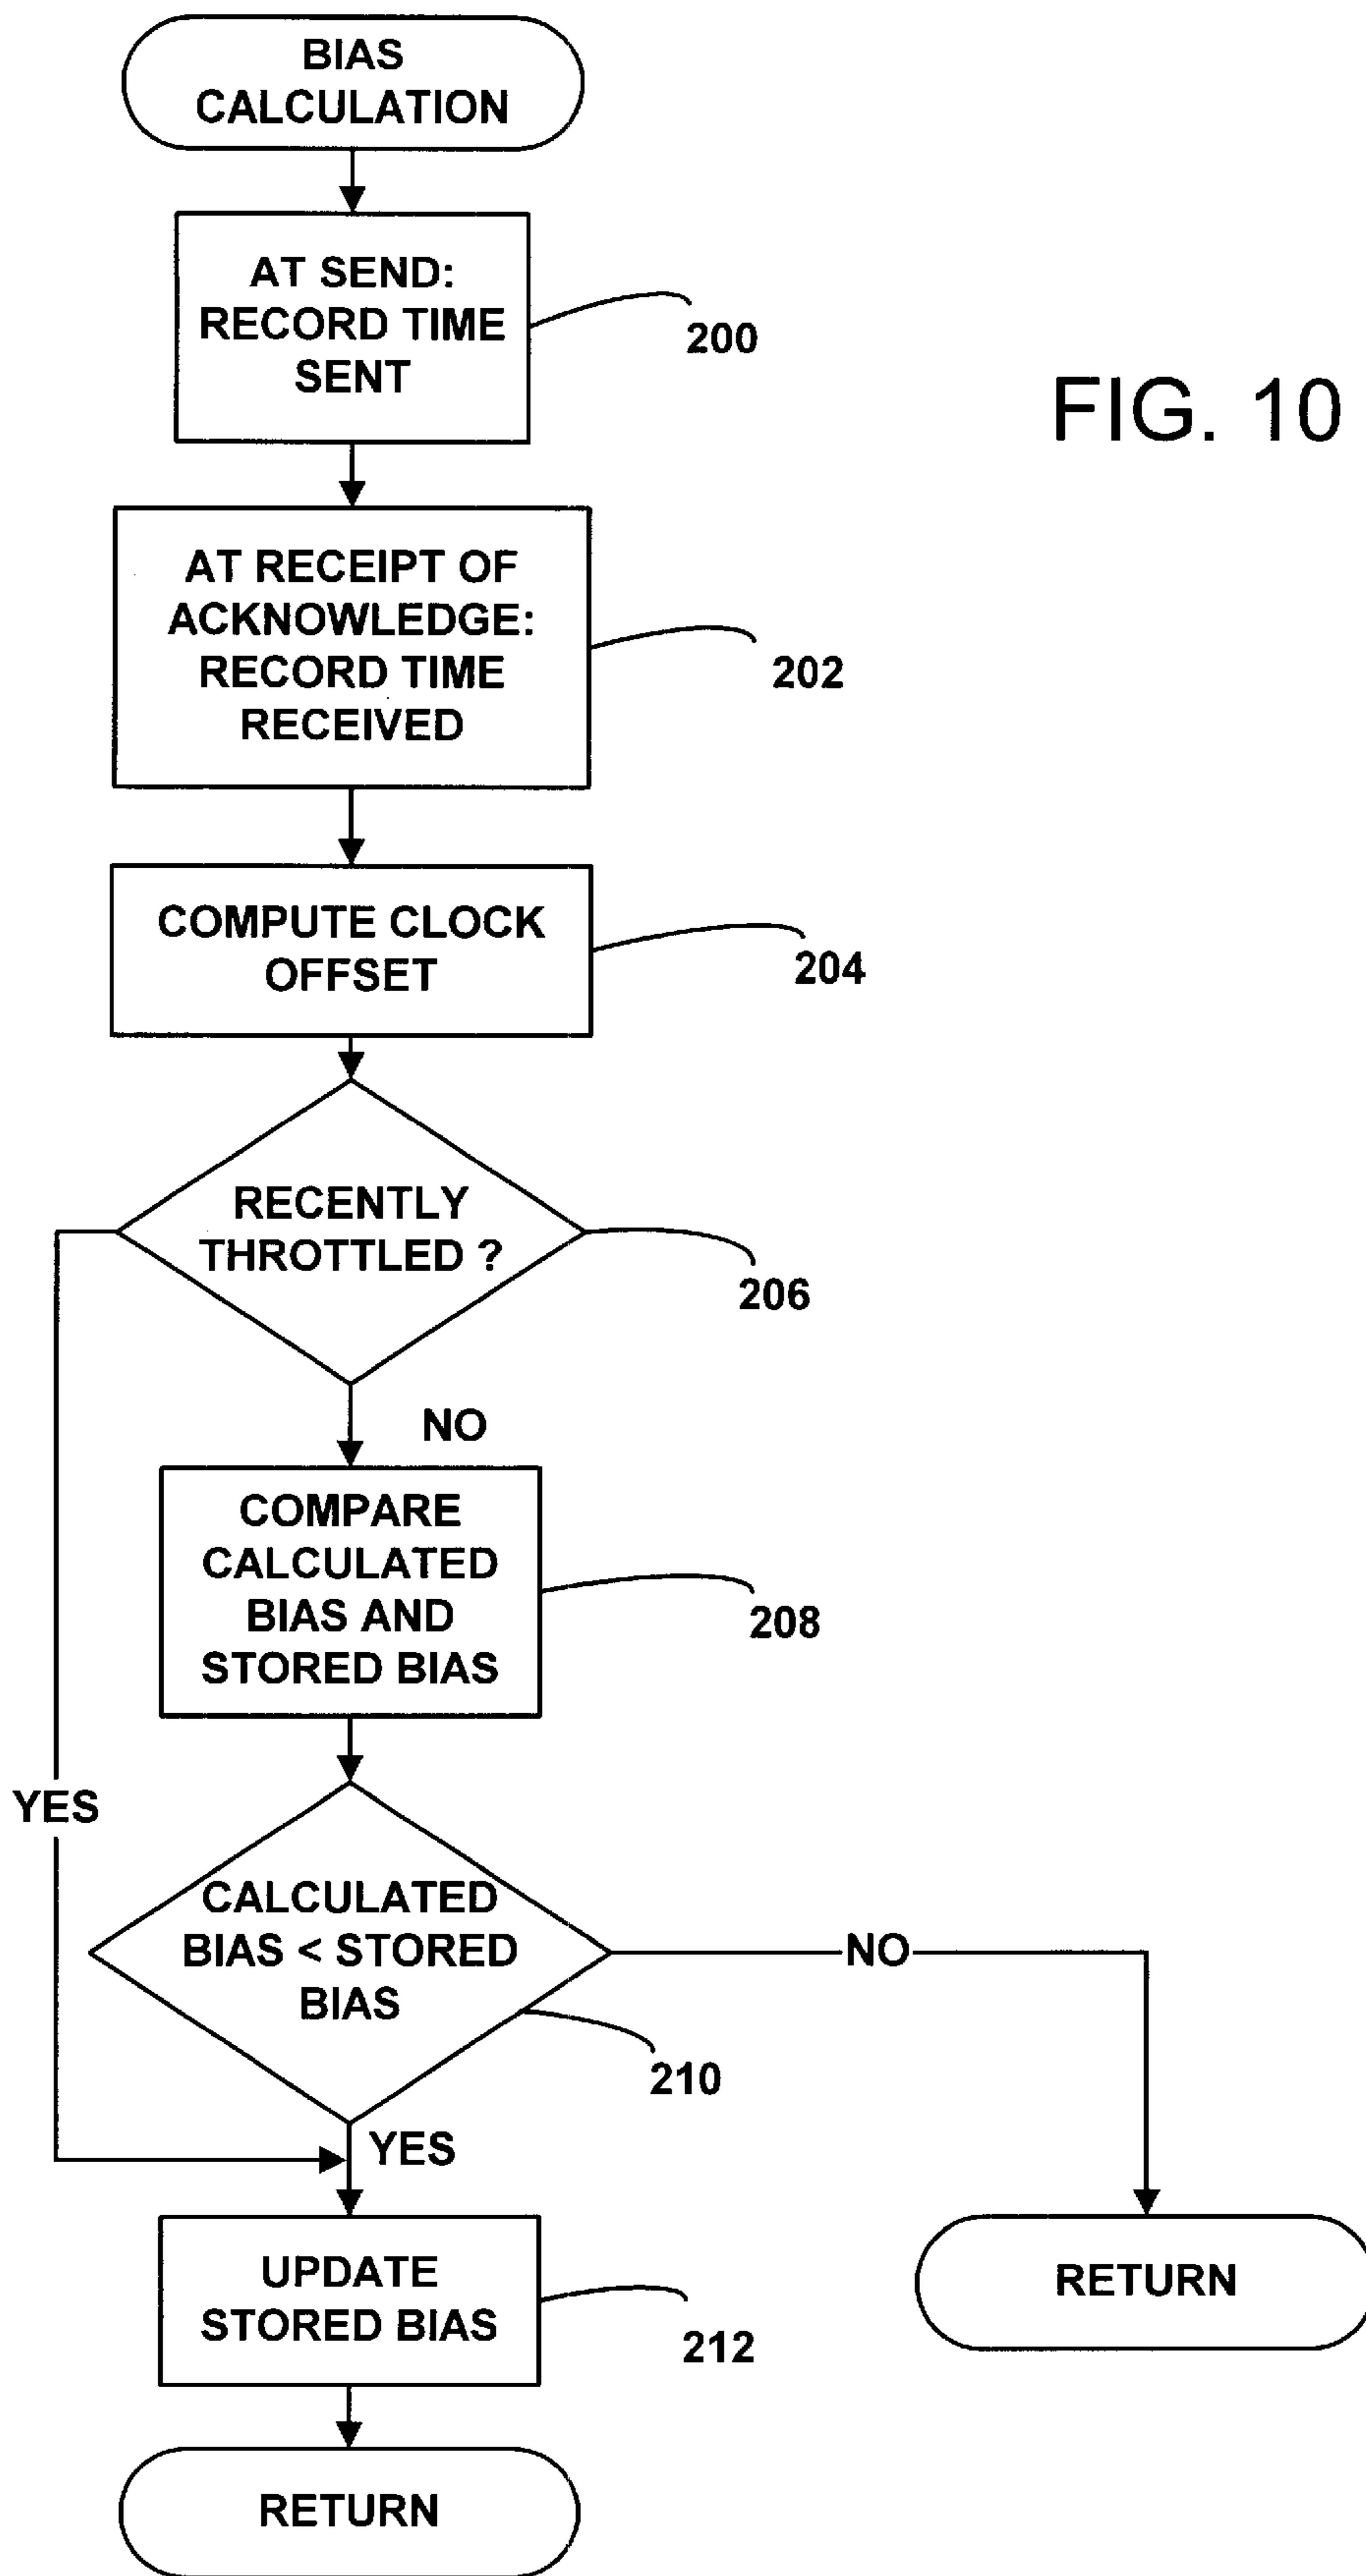 BIAS
CALCULATION
AT SEND:
RECORD TIME
SENT
200
FIG. 10
AT RECEIPT OF
ACKNOWLEDGE:
RECORD TIME
RECEIVED
202
COMPUTE CLOCK
OFFSET
204
RECENTLY
THROTTLED ?
206
NO
COMPARE
CALCULATED
BIAS AND
STORED BIAS
208
YES
CALCULATED
BIAS < STORED
BIAS
NO
210
YES
UPDATE
STORED BIAS
212
RETURN
RETURN